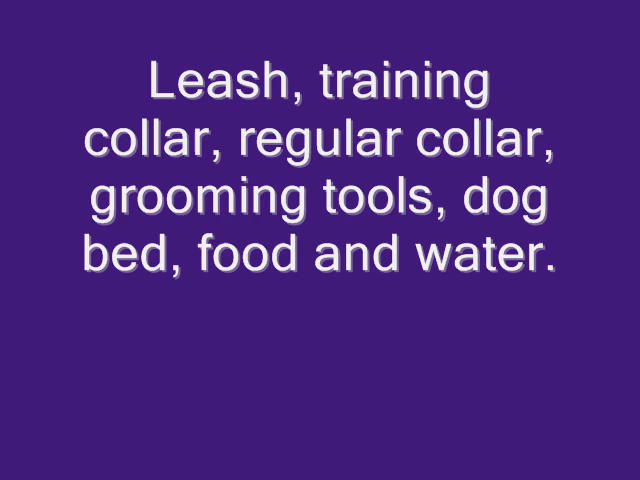 Leash, training
collar, regular collar,
grooming tools, dog
bed, food and water.